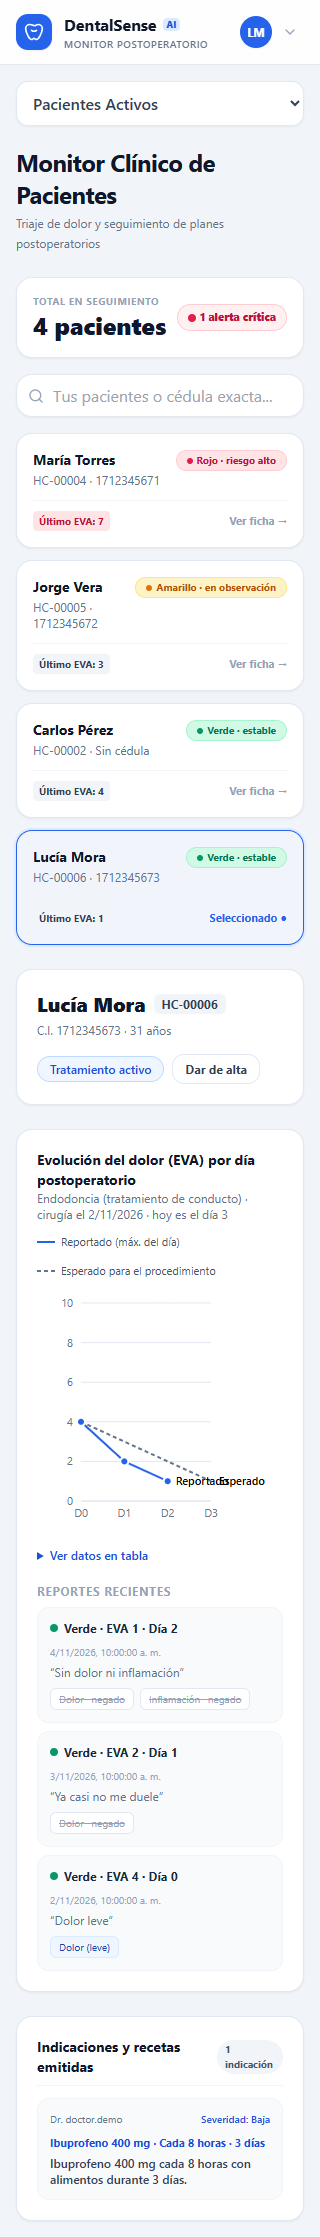 DentalSense AI
MONITOR POSTOPERATORIO
LM
Pacientes Activos
Monitor Clínico de
Pacientes
Triaje de dolor y seguimiento de planes
postoperatorios
TOTAL EN SEGUIMIENTO
4 pacientes
1 alerta crítica
Tus pacientes o cédula exacta...
María Torres
Rojo · riesgo alto
HC-00004 · 1712345671
Último EVA: 7
Ver ficha →
Jorge Vera
Amarillo · en observación
HC-00005 ·
1712345672
Último EVA: 3
Ver ficha →
Carlos Pérez
Verde · estable
HC-00002 · Sin cédula
Último EVA: 4
Ver ficha →
Lucía Mora
Verde · estable
HC-00006 · 1712345673
Último EVA: 1
Seleccionado ●
Lucía Mora HC-00006
C.I. 1712345673 · 31 años
Tratamiento activo
Dar de alta
Evolución del dolor (EVA) por día
postoperatorio
Endodoncia (tratamiento de conducto) ·
cirugía el 2/11/2026 · hoy es el día 3
Reportado (máx. del día)
Esperado para el procedimiento
10
8
6
4
2
0
Reportado
Esperado
D0 D1 D2 D3
▶ Ver datos en tabla
REPORTES RECIENTES
Verde · EVA 1 · Día 2
4/11/2026, 10:00:00 a. m.
“Sin dolor ni inflamación”
Dolor · negado
Inflamación · negado
Verde · EVA 2 · Día 1
3/11/2026, 10:00:00 a. m.
“Ya casi no me duele”
Dolor · negado
Verde · EVA 4 · Día 0
2/11/2026, 10:00:00 a. m.
“Dolor leve”
Dolor (leve)
Indicaciones y recetas
emitidas
1
indicación
Dr. doctor.demo
Severidad: Baja
Ibuprofeno 400 mg · Cada 8 horas · 3 días
Ibuprofeno 400 mg cada 8 horas con
alimentos durante 3 días.